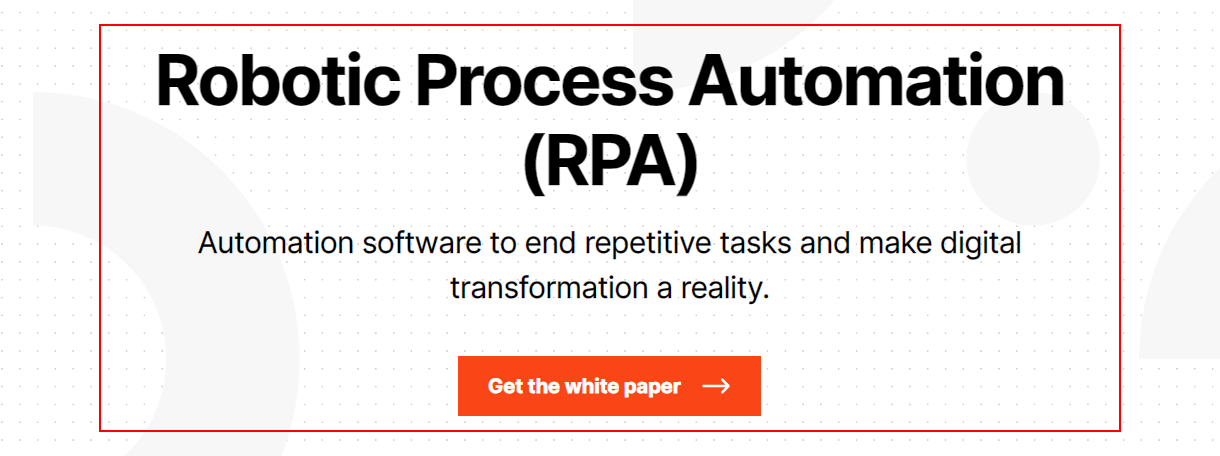 Robotic Process Automation
(RPA)
Automation software to end repetitive tasks and make digital
transformation a reality.
Get the white paper